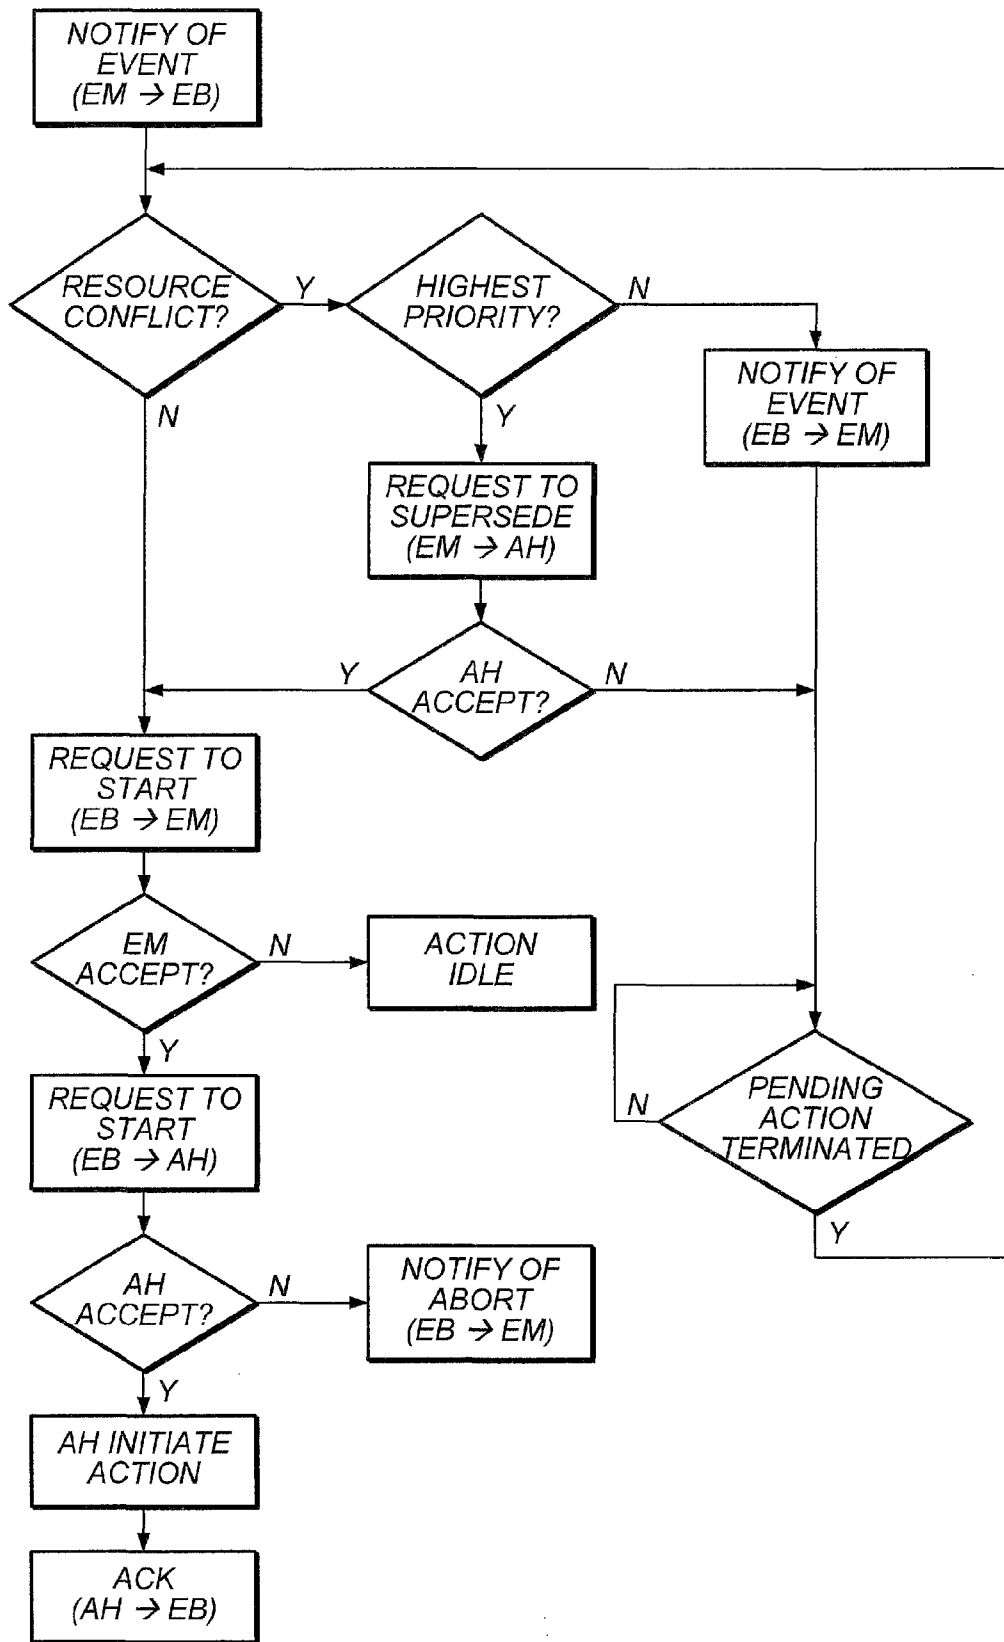 NOTIFY OF
EVENT
(EM → EB)
RESOURCE
CONFLICT?
Y
N
HIGHEST
PRIORITY?
N
Y
NOTIFY OF
EVENT
(EB → EM)
REQUEST TO
SUPERSEDE
(EM → AH)
Y
AH
ACCEPT?
N
REQUEST TO
START
(EB → EM)
EM
ACCEPT?
N
Y
ACTION
IDLE
REQUEST TO
START
(EB → AH)
PENDING
ACTION
TERMINATED
N
Y
AH
ACCEPT?
N
Y
NOTIFY OF
ABORT
(EB → EM)
AH INITIATE
ACTION
ACK
(AH → EB)